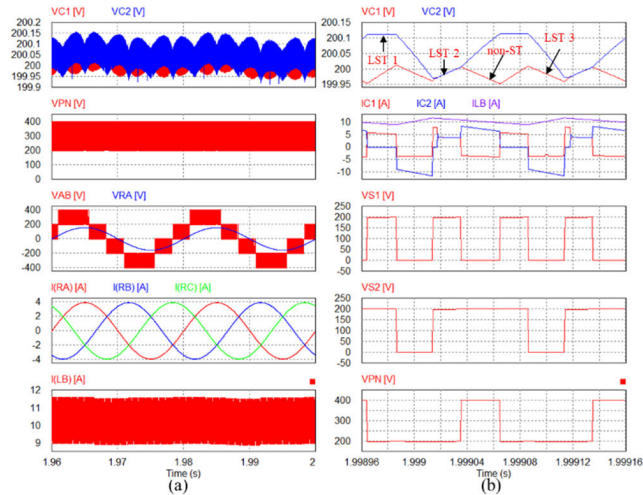 VC1 [V] VC2 [V]
200.2
200.15
200.1
200.05
200
199.95
199.9
VPN [V]
400
300
200
100
0
VAB [V] VRA [V]
400
200
0
-200
-400
I(RA) [A] I(RB) [A] I(RC) [A]
4
2
0
-2
-4
I(LB) [A]
12
11
10
9
1.96 1.97 1.98 1.99 2
Time (s)
(a)
VC1 [V] VC2 [V]
200.15
200.1
200.05
200
199.95
LST 1
LST 2
non-ST
LST 3
IC1 [A] IC2 [A] ILB [A]
10
5
0
-5
-10
VS1 [V]
250
200
150
100
50
0
-50
VS2 [V]
250
200
150
100
50
0
-50
VPN [V]
400
300
200
1.99896 1.999 1.99904 1.99908 1.999112 1.99916
Time (s)
(b)